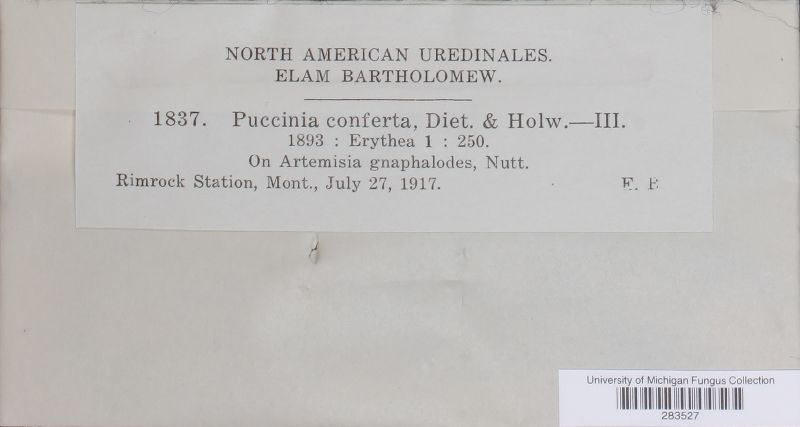 NORTH AMERICAN UREDINALES.
ELAM BARTHOLOMEW.
1837. Puccinia conferta, Diet. & Holw.—III.
1893 : Erythea 1 : 250.
On Artemisia gnaphalodes, Nutt.
Rimrock Station, Mont., July 27, 1917. E. B
University of Michigan Fungus Collection
283527